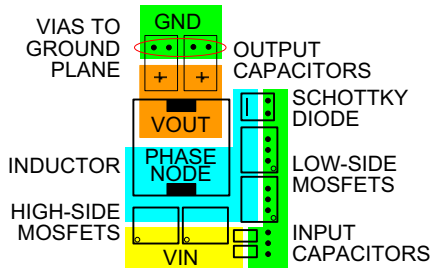 VIAS TO
GROUND
PLANE
GND
OUTPUT
CAPACITORS
+ +
VOUT
SCHOTTKY
DIODE
INDUCTOR
PHASE
NODE
LOW-SIDE
MOSFETS
HIGH-SIDE
MOSFETS
VIN
INPUT
CAPACITORS